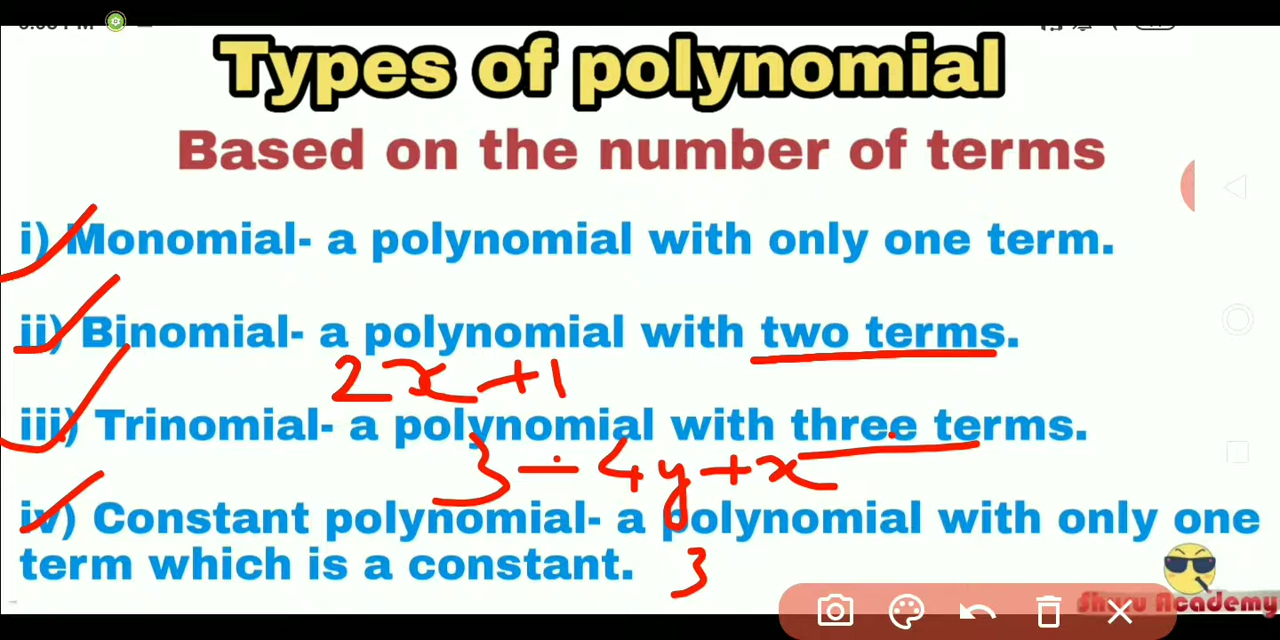 Types of polynomial
Based on the number of terms
i) Monomial- a polynomial with only one term.
ii) Binomial- a polynomial with two terms.
2x+1
iii) Trinomial- a polynomial with three terms.
3-4y+x
iv) Constant polynomial- a polynomial with only one
term which is a constant.
3
Academy